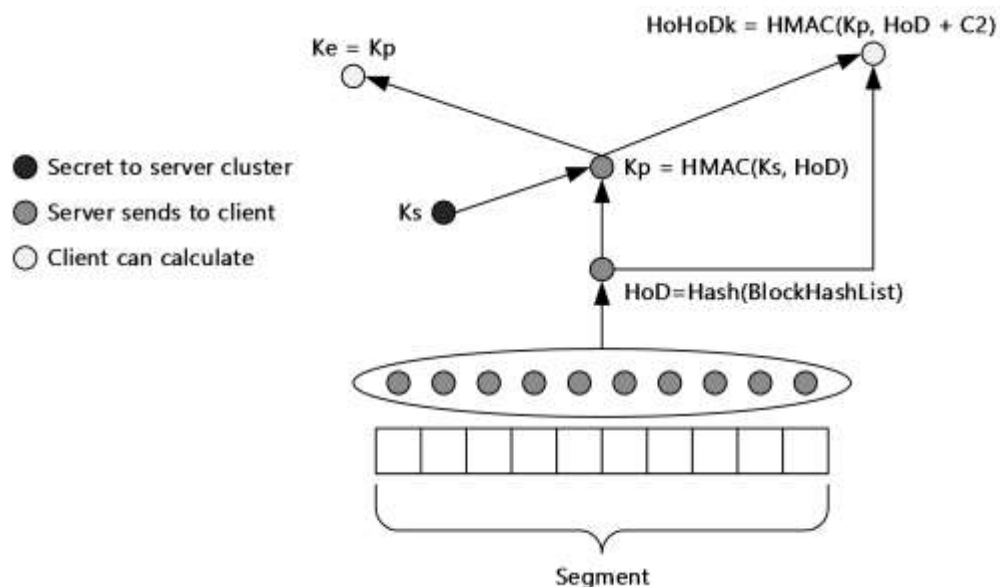 HoHoDk = HMAC(Kp, HoD + C2)
Ke = Kp
Secret to server cluster
Kp = HMAC(Ks, HoD)
Server sends to client
Ks
Client can calculate
HoD=Hash(BlockHashList)
Segment